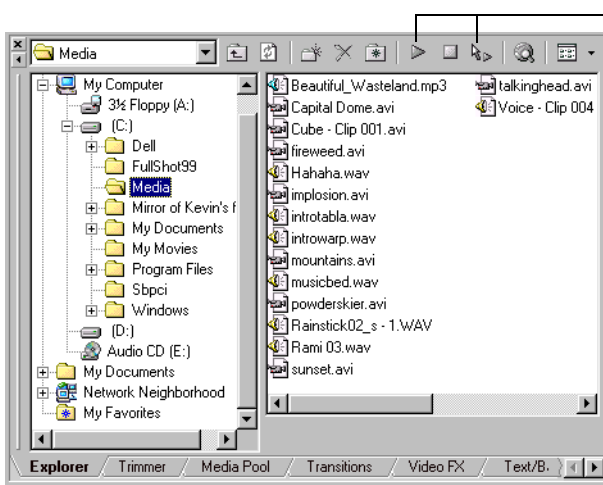 Media
My Computer
3½ Floppy (A:)
(C:)
Dell
FullShot99
Media
Mirror of Kevin's f
My Documents
My Movies
Program Files
Sbpci
Windows
(D:)
Audio CD (E:)
My Documents
Network Neighborhood
My Favorites
Beautiful_Wasteland.mp3
Capital Dome.avi
Cube - Clip 001.avi
fireweed.avi
Hahaha.wav
implosion.avi
introtabla.wav
introwarp.wav
mountains.avi
musicbed.wav
powderskier.avi
Rainstick02_s - 1.WAV
Rami 03.wav
sunset.avi
talkinghead.avi
Voice - Clip 004
Explorer Trimmer Media Pool Transitions Video FX Text/B.